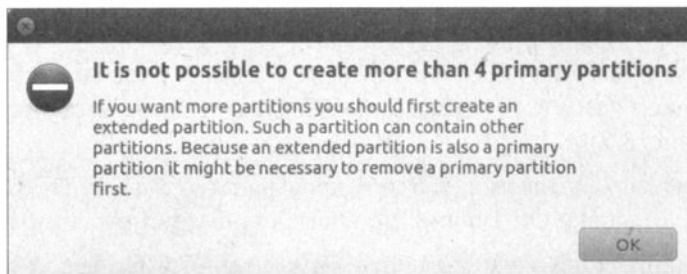 It is not possible to create more than 4 primary partitions
If you want more partitions you should first create an
extended partition. Such a partition can contain other
partitions. Because an extended partition is also a primary
partition it might be necessary to remove a primary partition
first.
OK